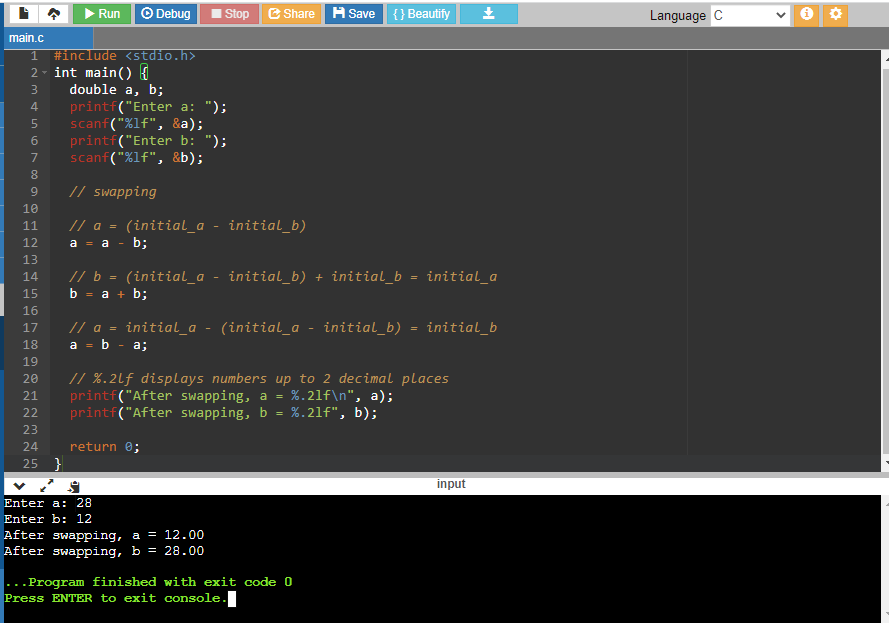 Run Debug Stop Share Save { } Beautify Language C
main.c
1 #include <stdio.h>
2 int main() {
3   double a, b;
4   printf("Enter a: ");
5   scanf("%lf", &a);
6   printf("Enter b: ");
7   scanf("%lf", &b);
8
9   // swapping
10
11   // a = (initial_a - initial_b)
12   a = a - b;
13
14   // b = (initial_a - initial_b) + initial_b = initial_a
15   b = a + b;
16
17   // a = initial_a - (initial_a - initial_b) = initial_b
18   a = b - a;
19
20   // %.2lf displays numbers up to 2 decimal places
21   printf("After swapping, a = %.2lf\n", a);
22   printf("After swapping, b = %.2lf", b);
23
24   return 0;
25 }
input
Enter a: 28
Enter b: 12
After swapping, a = 12.00
After swapping, b = 28.00
...Program finished with exit code 0
Press ENTER to exit console.